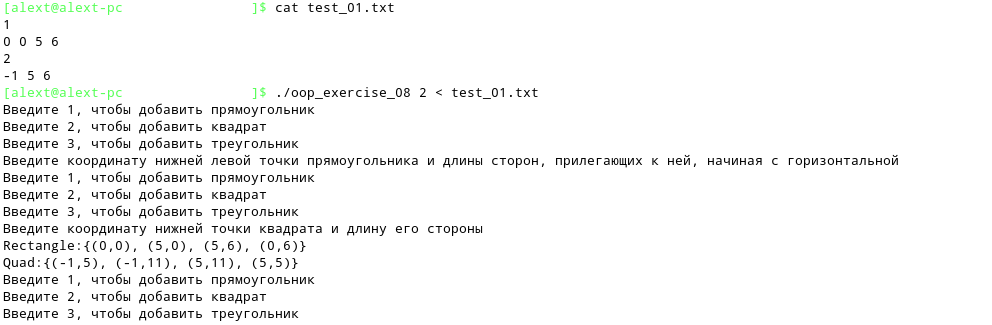 [alext@alext-pc ]$ cat test_01.txt
1
0 0 5 6
2
-1 5 6
[alext@alext-pc ]$ ./oop_exercise_08 2 < test_01.txt
Введите 1, чтобы добавить прямоугольник
Введите 2, чтобы добавить квадрат
Введите 3, чтобы добавить треугольник
Введите координату нижней левой точки прямоугольника и длины сторон, прилегающих к ней, начиная с горизонтальной
Введите 1, чтобы добавить прямоугольник
Введите 2, чтобы добавить квадрат
Введите 3, чтобы добавить треугольник
Введите координату нижней точки квадрата и длину его стороны
Rectangle:{(0,0), (5,0), (5,6), (0,6)}
Quad:{(-1,5), (-1,11), (5,11), (5,5)}
Введите 1, чтобы добавить прямоугольник
Введите 2, чтобы добавить квадрат
Введите 3, чтобы добавить треугольник